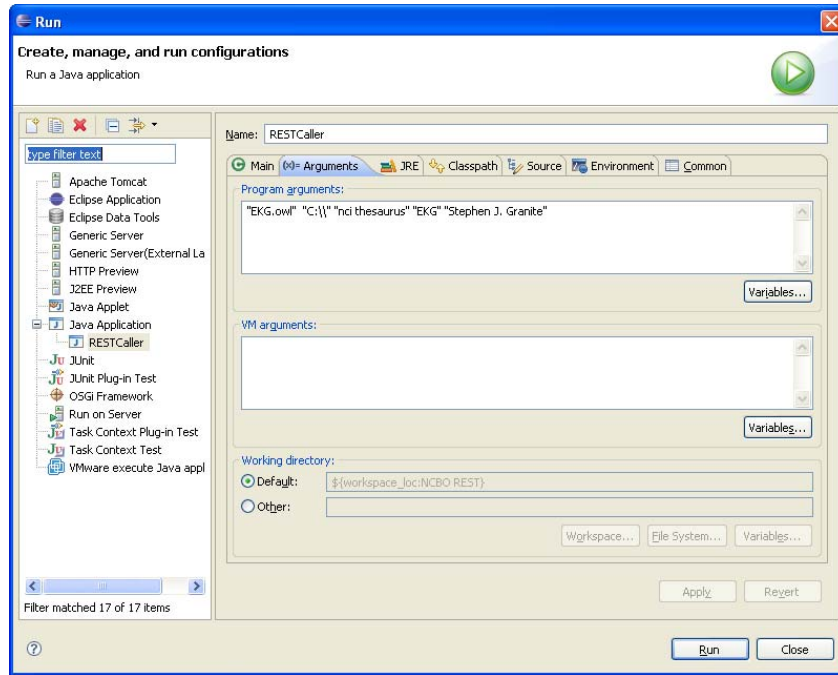 Run
Create, manage, and run configurations
Run a Java application
type filter text
Apache Tomcat
Eclipse Application
Eclipse Data Tools
Generic Server
Generic Server(External La
HTTP Preview
J2EE Preview
Java Applet
Java Application
RESTCaller
JUnit
JUnit Plug-in Test
OSGi Framework
Run on Server
Task Context Plug-in Test
Task Context Test
VMware execute Java appl
Filter matched 17 of 17 items
Name: RESTCaller
Main (x)= Arguments JRE Classpath Source Environment Common
Program arguments:
"EKG.owl" "C:\\" "nci thesaurus" "EKG" "Stephen J. Granite"
Variables...
VM arguments:
Variables...
Working directory:
Default: ${workspace_loc:NCBO REST}
Other:
Workspace... File System... Variables...
Apply Revert
Run Close